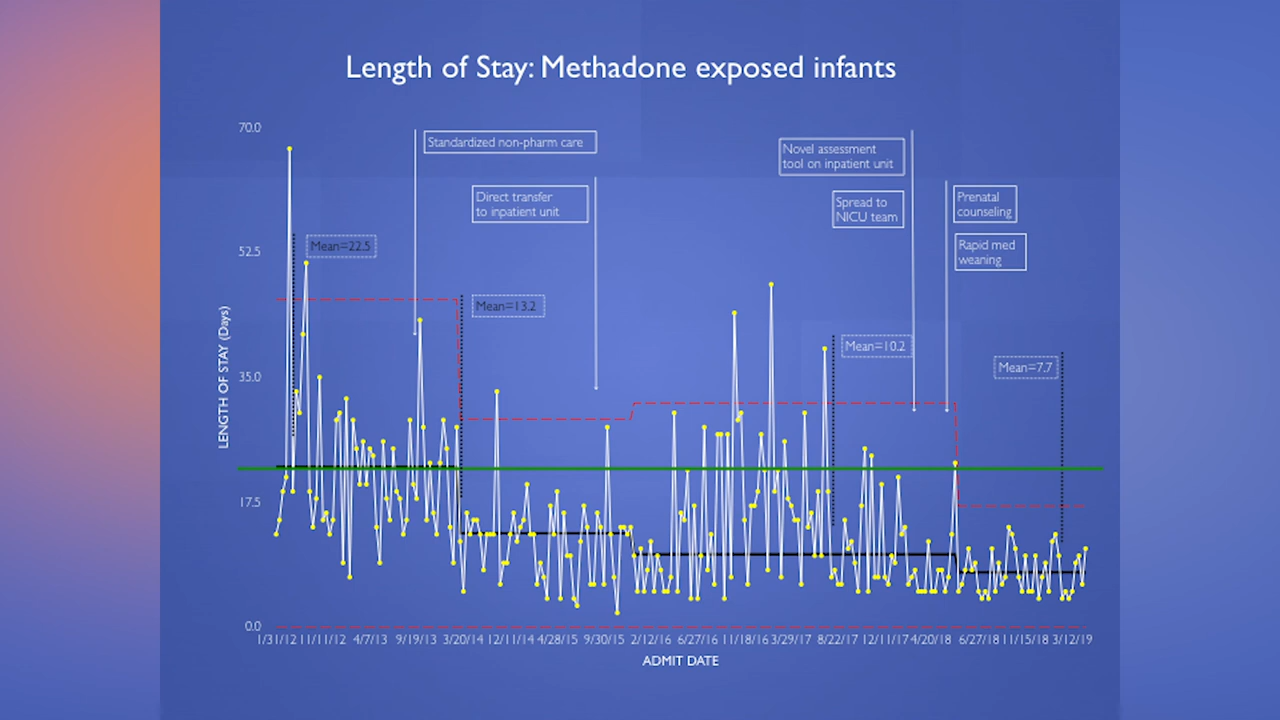 Length of Stay: Methadone exposed infants
70.0
52.5
35.0
17.5
0.0
LENGTH OF STAY (Days)
Standardized non-pharm care
Direct transfer
to inpatient unit
Novel assessment
tool on inpatient unit
Spread to
NICU team
Prenatal
counseling
Rapid med
weaning
Mean=22.5
Mean=13.2
Mean=10.2
Mean=7.7
1/31/12 11/11/12 4/7/13 9/19/13 3/20/14 12/11/14 4/28/15 9/30/15 2/12/16 6/27/16 11/18/16 3/29/17 8/22/17 12/11/17 4/20/18 6/27/18 11/15/18 3/12/19
ADMIT DATE